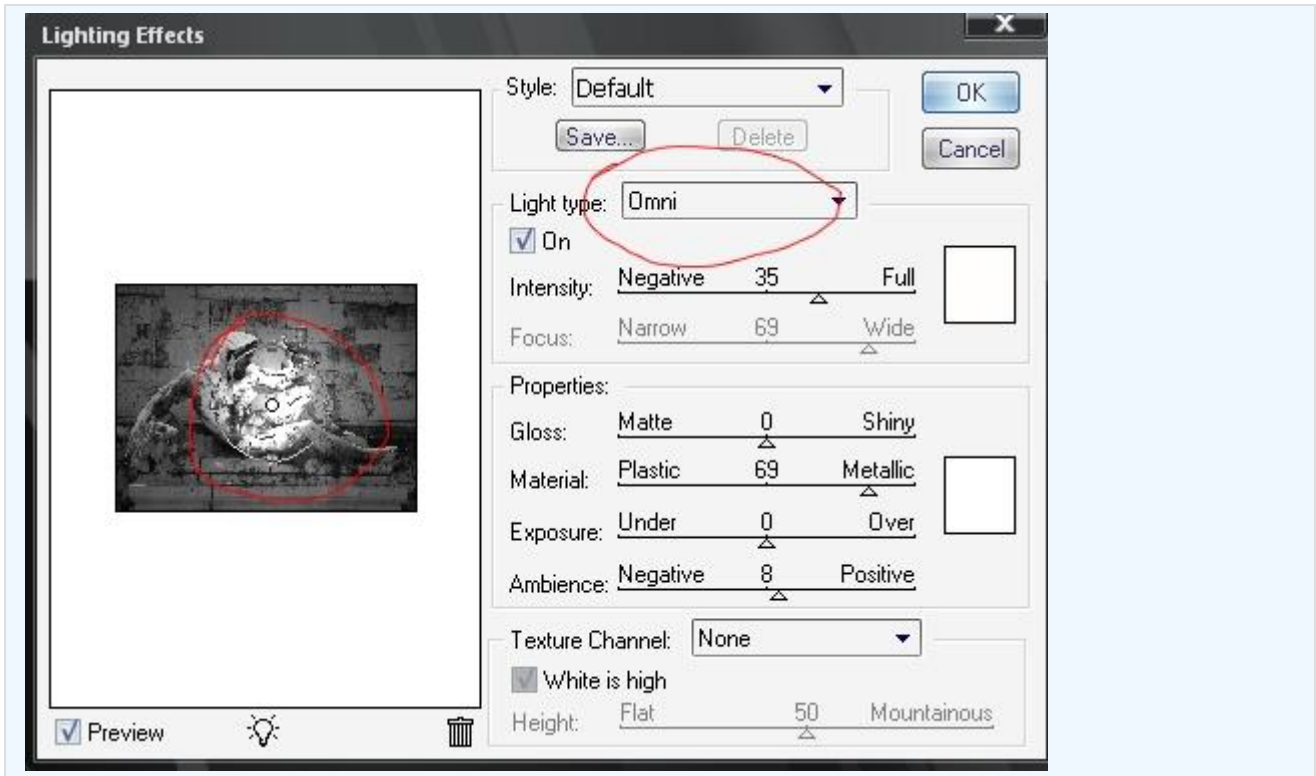 Lighting Effects
X
Style: Default
OK
Save... Delete
Cancel
Light type: Omni
On
Intensity: Negative 35 Full
Focus: Narrow 69 Wide
Properties:
Gloss: Matte 0 Shiny
Material: Plastic 69 Metallic
Exposure: Under 0 Over
Ambience: Negative 8 Positive
Texture Channel: None
White is high
Height: Flat 50 Mountainous
Preview